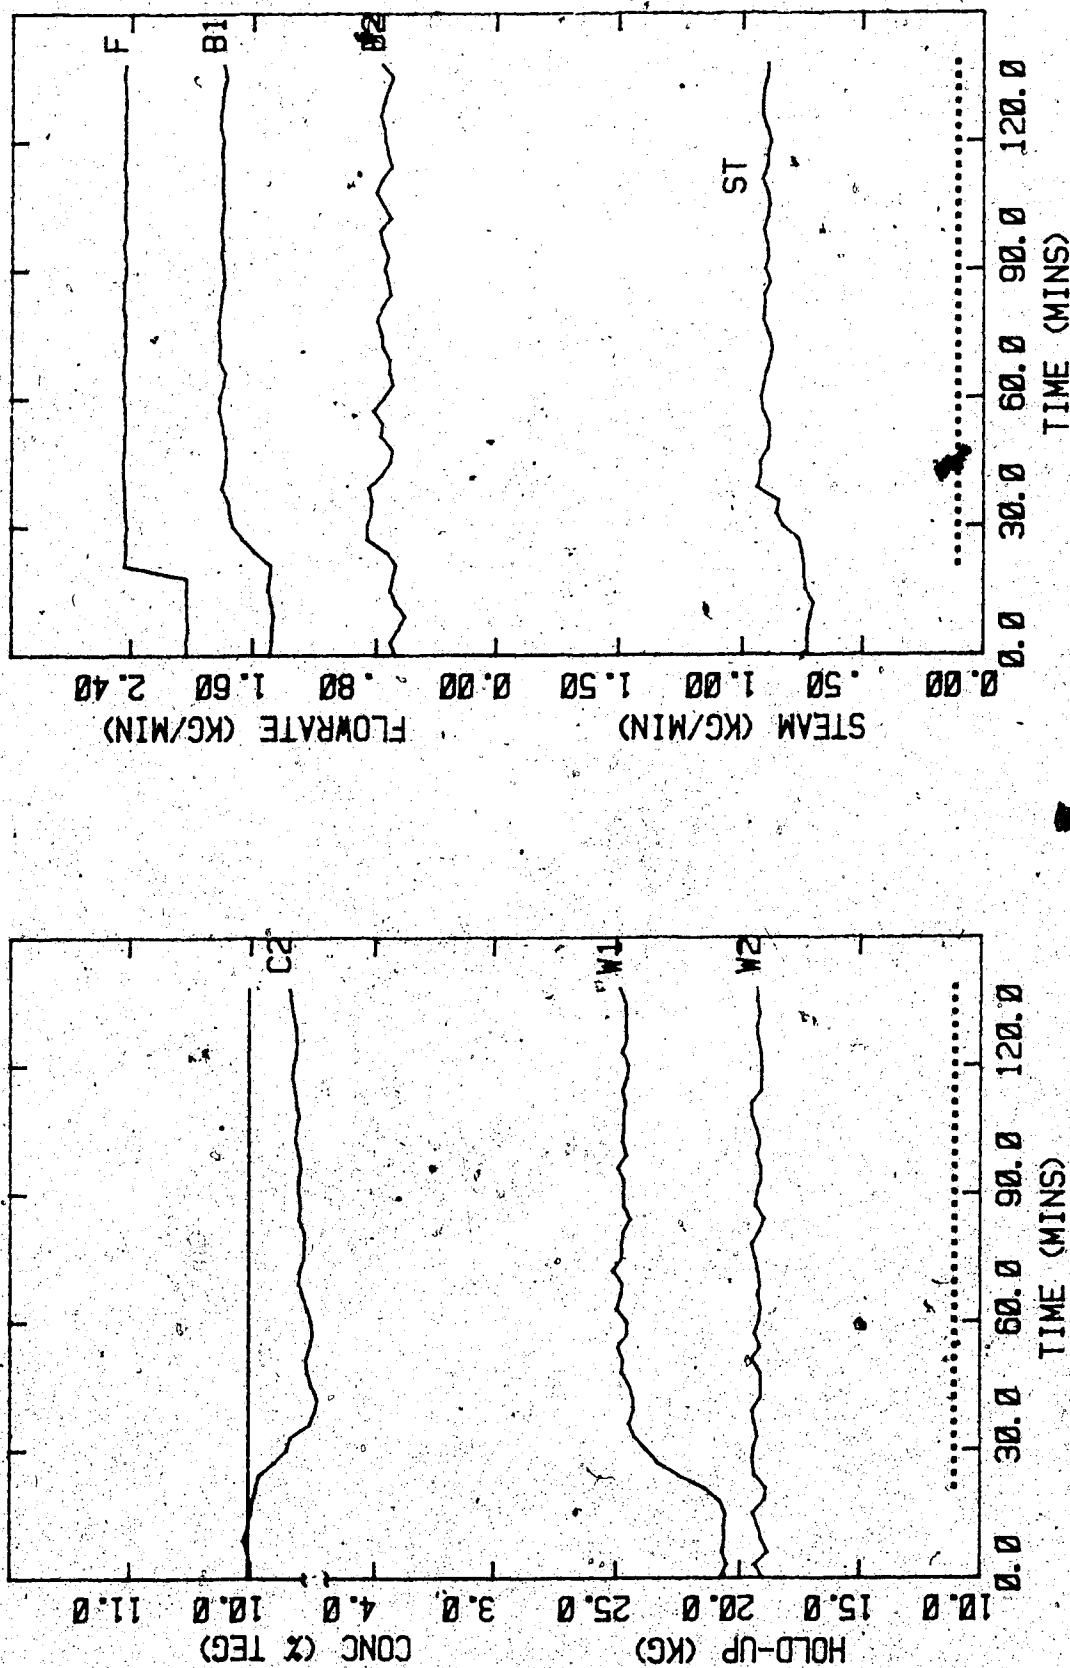 F
B1
B2
ST
2.40
1.60
.80
0.00
1.50
1.00
.50
0.00
FLOWRATE (KG/MIN)
STEAM (KG/MIN)
0.0
30.0
60.0
90.0
120.0
TIME (MINS)
C2
W1
W2
11.0
10.0
4.0
3.0
25.0
20.0
15.0
10.0
CONC (% TEG)
HOLD-UP (KG)
0.0
30.0
60.0
90.0
120.0
TIME (MINS)